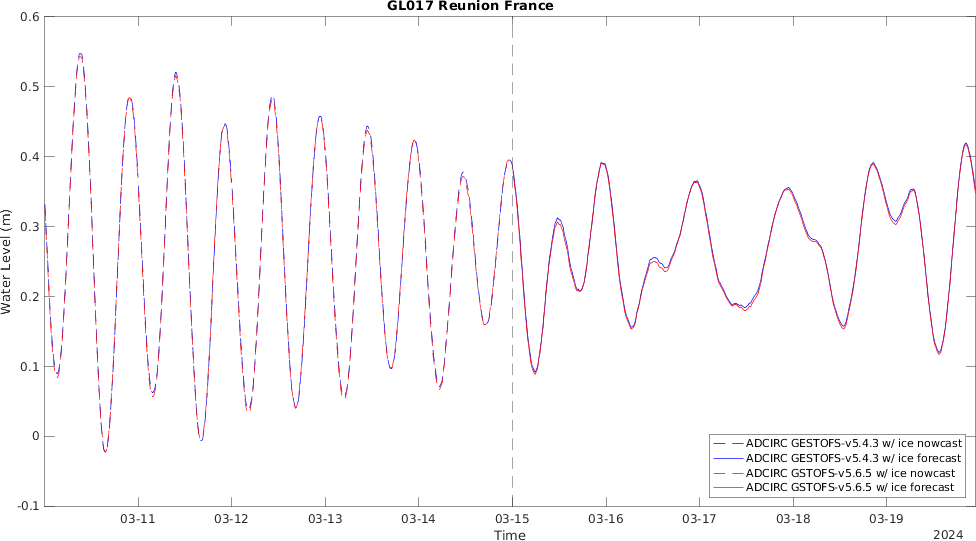 GL017 Reunion France
0.6
0.5
0.4
0.3
0.2
0.1
0
-0.1
Water Level (m)
ADCIRC GESTOFS-v5.4.3 w/ ice nowcast
ADCIRC GESTOFS-v5.4.3 w/ ice forecast
ADCIRC GSTOFS-v5.6.5 w/ ice nowcast
ADCIRC GSTOFS-v5.6.5 w/ ice forecast
03-11 03-12 03-13 03-14 03-15 03-16 03-17 03-18 03-19
Time
2024